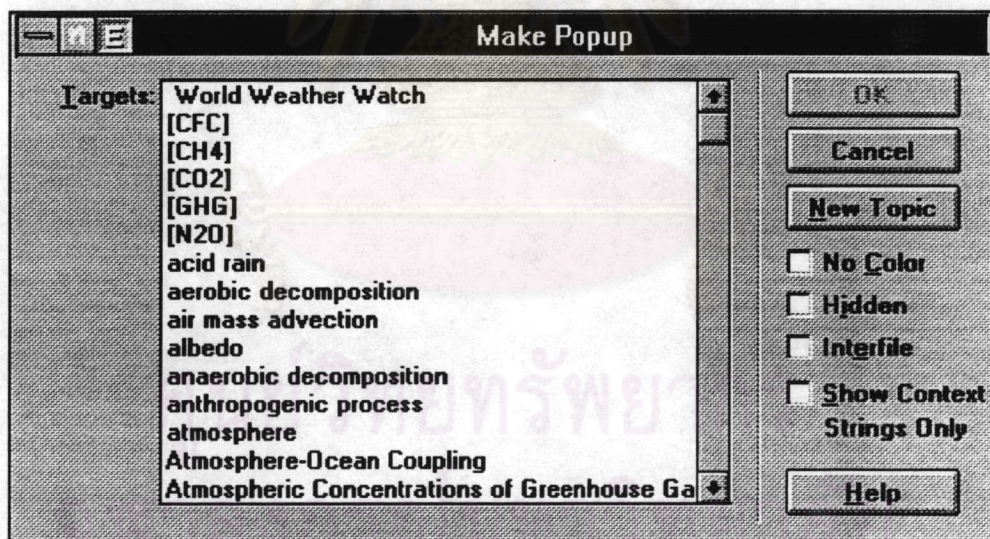 Make Popup
Targets:
World Weather Watch
[CFC]
[CH4]
[CO2]
[GHG]
[N2O]
acid rain
aerobic decomposition
air mass advection
albedo
anaerobic decomposition
anthropogenic process
atmosphere
Atmosphere-Ocean Coupling
Atmospheric Concentrations of Greenhouse Ga
OK
Cancel
New Topic
No Color
Hidden
Interfile
Show Context
Strings Only
Help